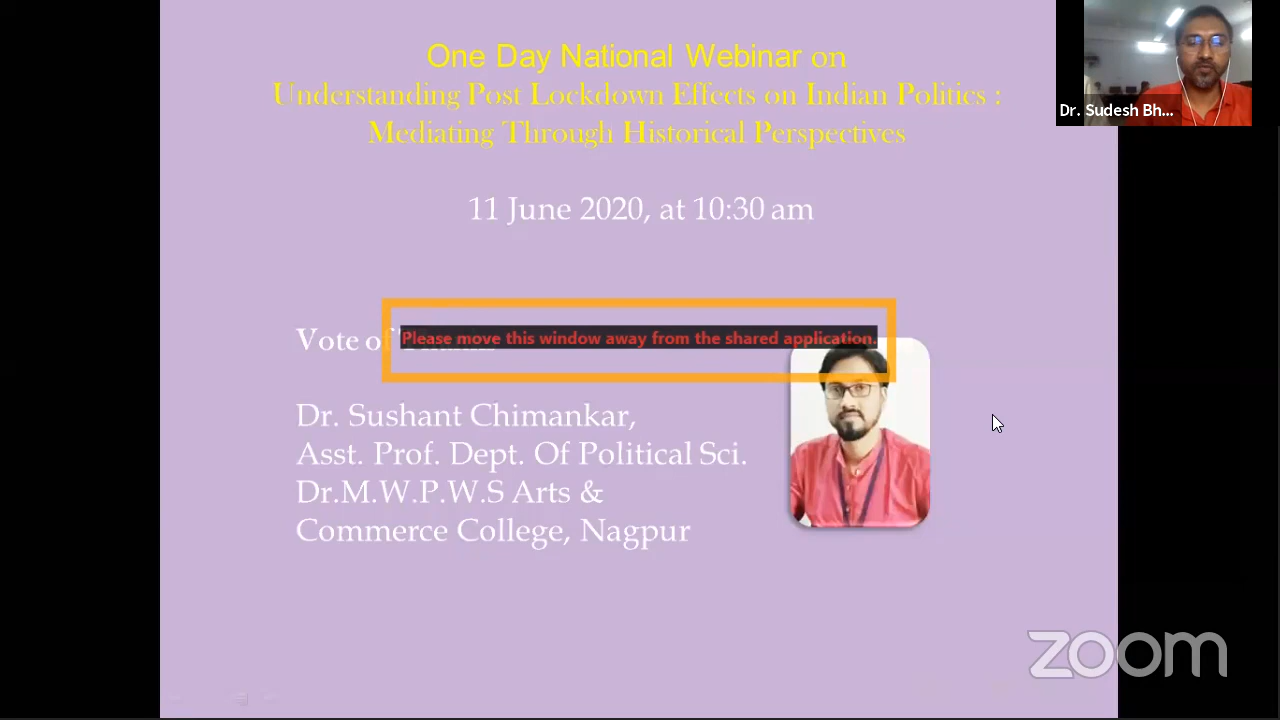 One Day National Webinar on
Understanding Post Lockdown Effects on Indian Politics :
Mediating Through Historical Perspectives
Dr. Sudesh Bh...
11 June 2020, at 10:30 am
Vote of
Please move this window away from the shared application.
Dr. Sushant Chimankar,
Asst. Prof. Dept. Of Political Sci.
Dr.M.W.P.W.S Arts &
Commerce College, Nagpur
zoom